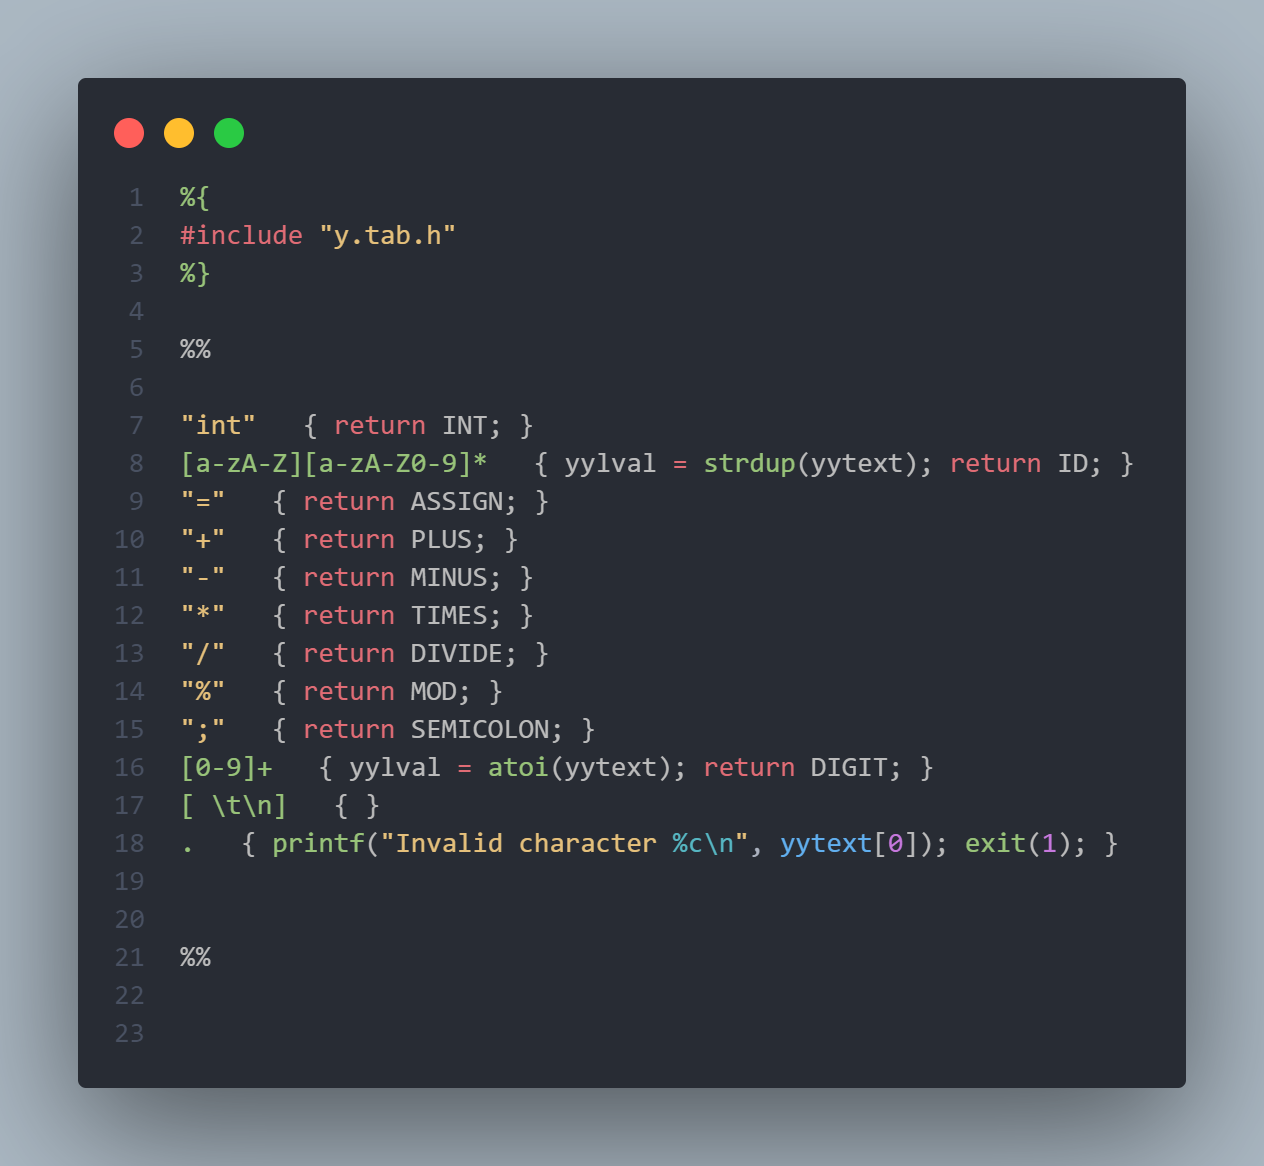 1 %{
2 #include "y.tab.h"
3 %}
4
5 %%
6
7 "int"   { return INT; }
8 [a-zA-Z][a-zA-Z0-9]*   { yylval = strdup(yytext); return ID; }
9 "="   { return ASSIGN; }
10 "+"   { return PLUS; }
11 "-"   { return MINUS; }
12 "*"   { return TIMES; }
13 "/"   { return DIVIDE; }
14 "%"   { return MOD; }
15 ";"   { return SEMICOLON; }
16 [0-9]+   { yylval = atoi(yytext); return DIGIT; }
17 [ \t\n]   { }
18 .   { printf("Invalid character %c\n", yytext[0]); exit(1); }
19
20
21 %%
22
23